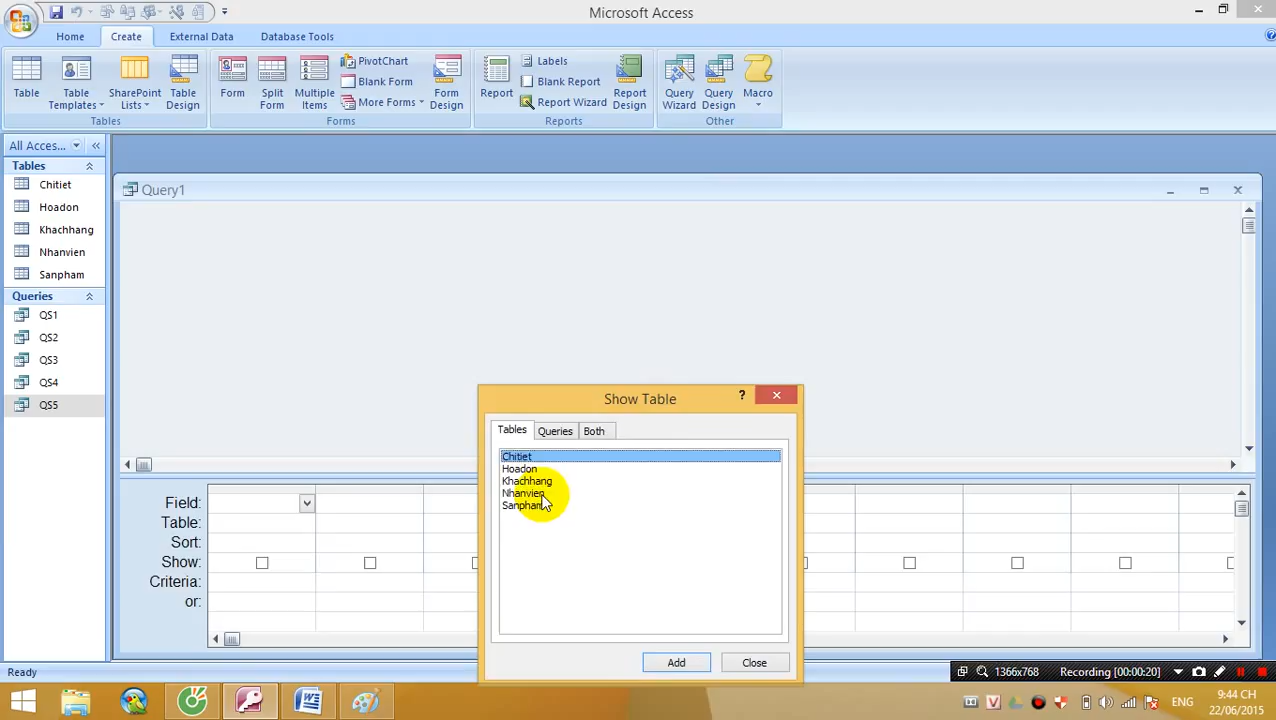 Microsoft Access
Home Create External Data Database Tools
Table
Table Templates
SharePoint Lists
Table Design
Tables
Form
Split Form
Multiple Items
PivotChart
Blank Form
More Forms
Form Design
Forms
Report
Labels
Blank Report
Report Wizard
Report Design
Reports
Query Wizard
Query Design
Macro
Other
All Acces...
Tables
Chitiet
Hoadon
Khachhang
Nhanvien
Sanpham
Queries
QS1
QS2
QS3
QS4
QS5
Query1
Field:
Table:
Sort:
Show:
Criteria:
or:
Show Table
?
Tables Queries Both
Chitiet
Hoadon
Khachhang
Nhanvien
Sanpham
Add Close
Ready
1366x768 Recording [00:00:20]
ENG
9:44 CH
22/06/2015